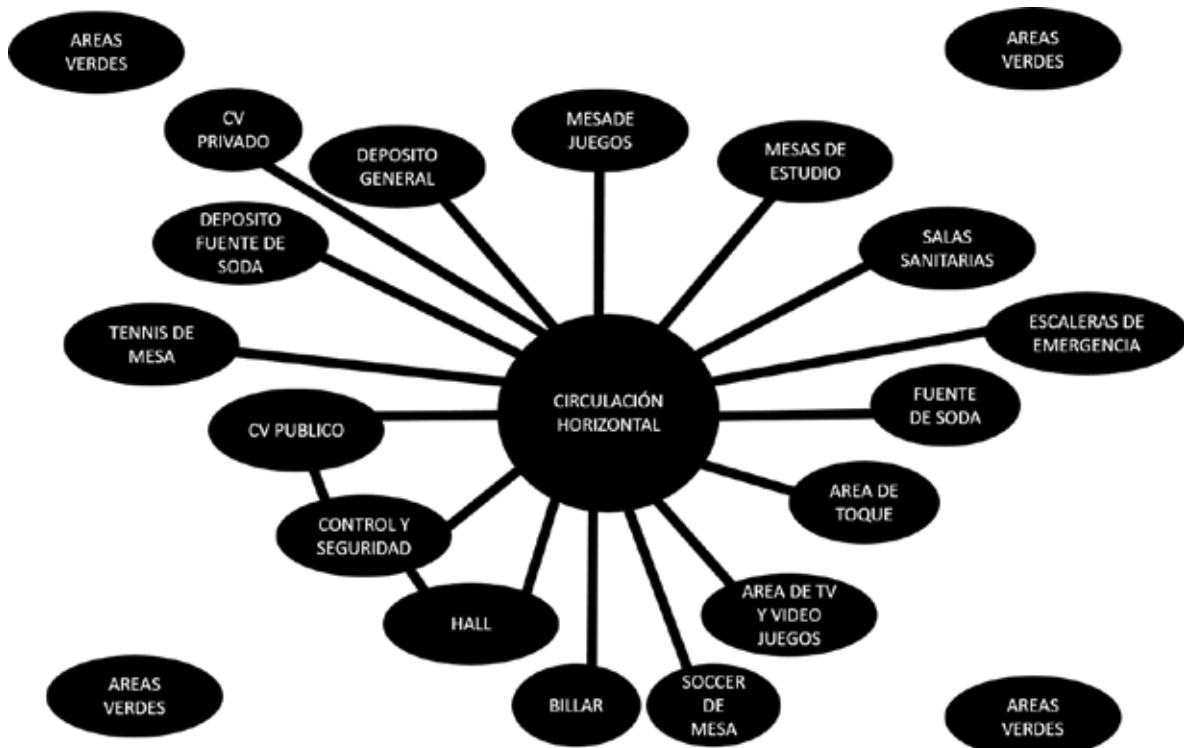 AREAS
VERDES
AREAS
VERDES
CV
PRIVADO
DEPOSITO
GENERAL
MESADE
JUEGOS
MESAS DE
ESTUDIO
DEPOSITO
FUENTE DE
SODA
SALAS
SANITARIAS
TENNIS DE
MESA
ESCALERAS DE
EMERGENCIA
CIRCULACIÓN
HORIZONTAL
FUENTE
DE SODA
CV PUBLICO
AREA DE
TOQUE
CONTROL Y
SEGURIDAD
HALL
AREA DE TV
Y VIDEO
JUEGOS
BILLAR
SOCCER
DE
MESA
AREAS
VERDES
AREAS
VERDES